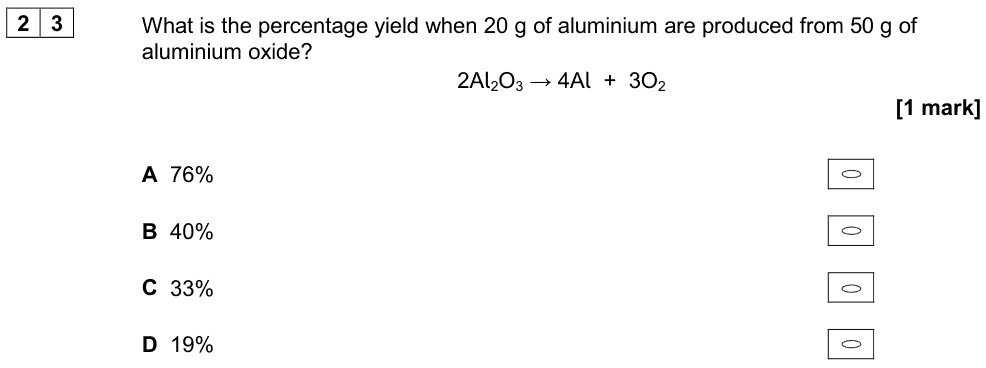 2 3 What is the percentage yield when 20 g of aluminium are produced from 50 g of
aluminium oxide?
2Al₂O₃ → 4Al + 3O₂
[1 mark]
A 76%
B 40%
C 33%
D 19%